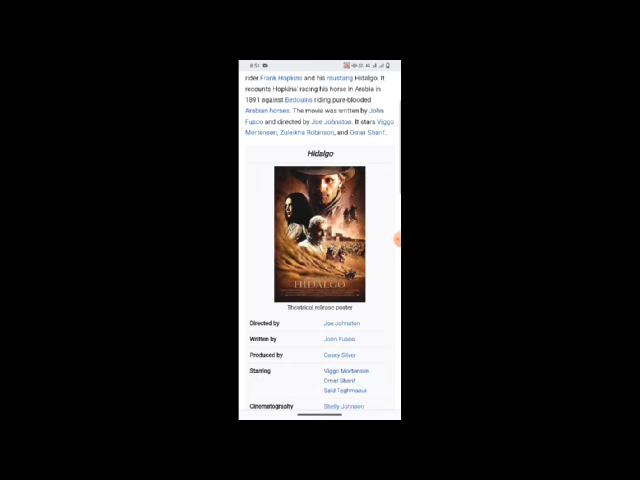 8:51
rider Frank Hopkins and his mustang Hidalgo. It
recounts Hopkins' racing his horse in Arabia in
1891 against Bedouins riding pure-blooded
Arabian horses. The movie was written by John
Fusco and directed by Joe Johnston. It stars Viggo
Mortensen, Zuleikha Robinson, and Omar Sharif.
Hidalgo
HIDALGO
Theatrical release poster
Directed by Joe Johnston
Written by John Fusco
Produced by Casey Silver
Starring Viggo Mortensen
Omar Sharif
Saïd Taghmaoui
Cinematography Shelly Johnson